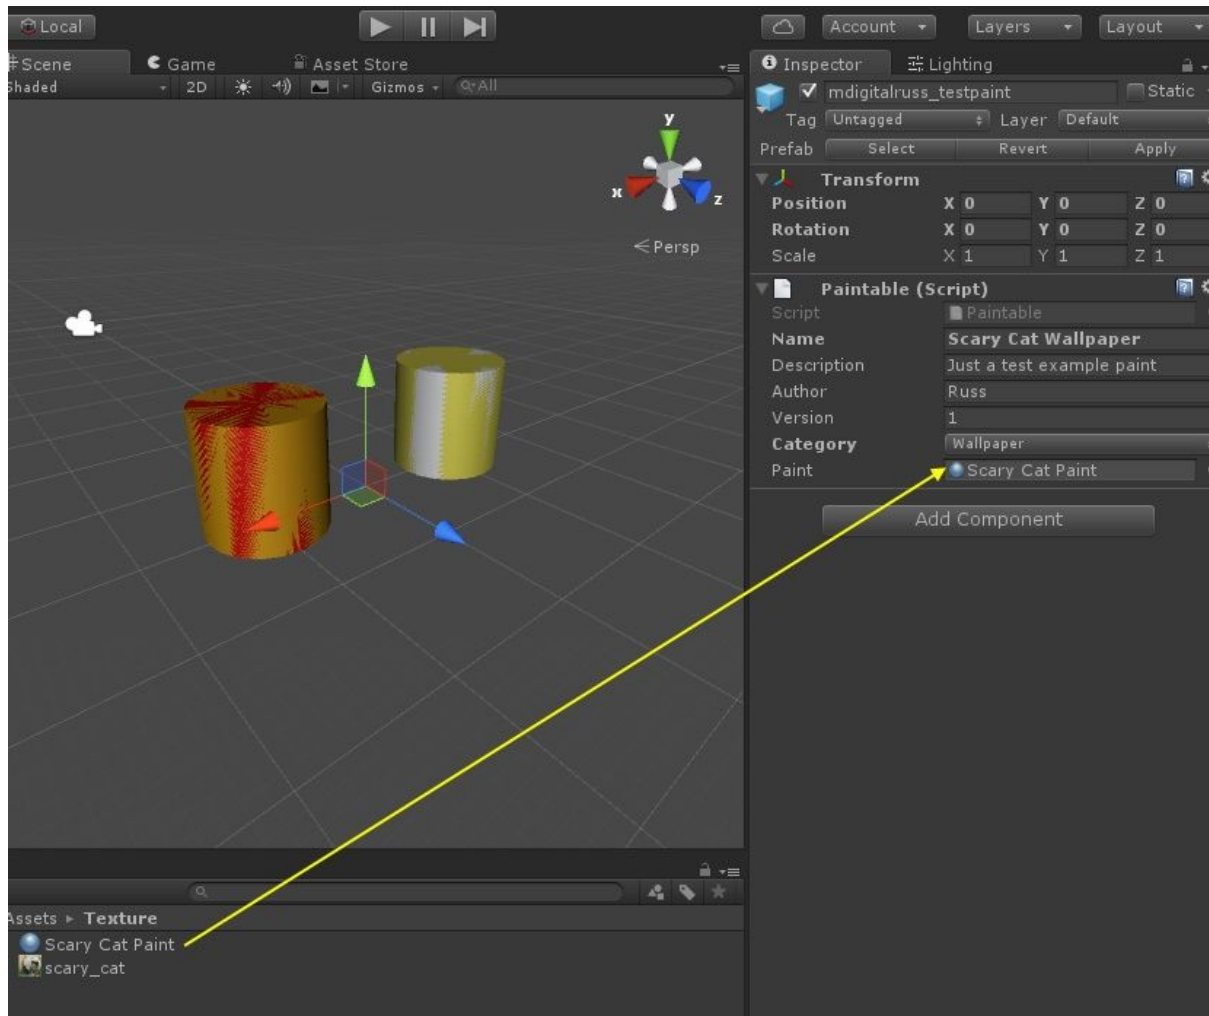 Local
Account Layers Layout
Scene Game Asset Store
Shaded 2D Gizmos All
y
x
z
Persp
Assets Texture
Scary Cat Paint
scary_cat
Inspector Lighting
mdigitalruss_testpaint Static
Tag Untagged Layer Default
Prefab Select Revert Apply
Transform
Position X 0 Y 0 Z 0
Rotation X 0 Y 0 Z 0
Scale X 1 Y 1 Z 1
Paintable (Script)
Script Paintable
Name Scary Cat Wallpaper
Description Just a test example paint
Author Russ
Version 1
Category Wallpaper
Paint Scary Cat Paint
Add Component